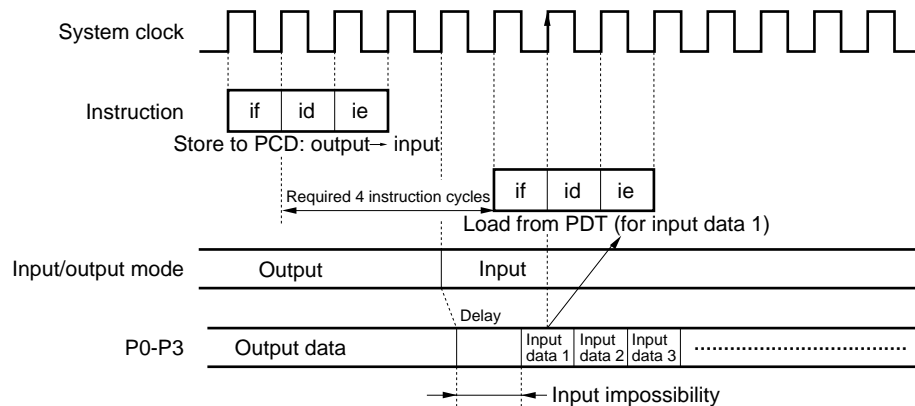 System clock
Instruction
if id ie
Store to PCD: output→ input
Required 4 instruction cycles
if id ie
Load from PDT (for input data 1)
Input/output mode
Output
Input
Delay
P0-P3
Output data
Input data 1
Input data 2
Input data 3
Input impossibility